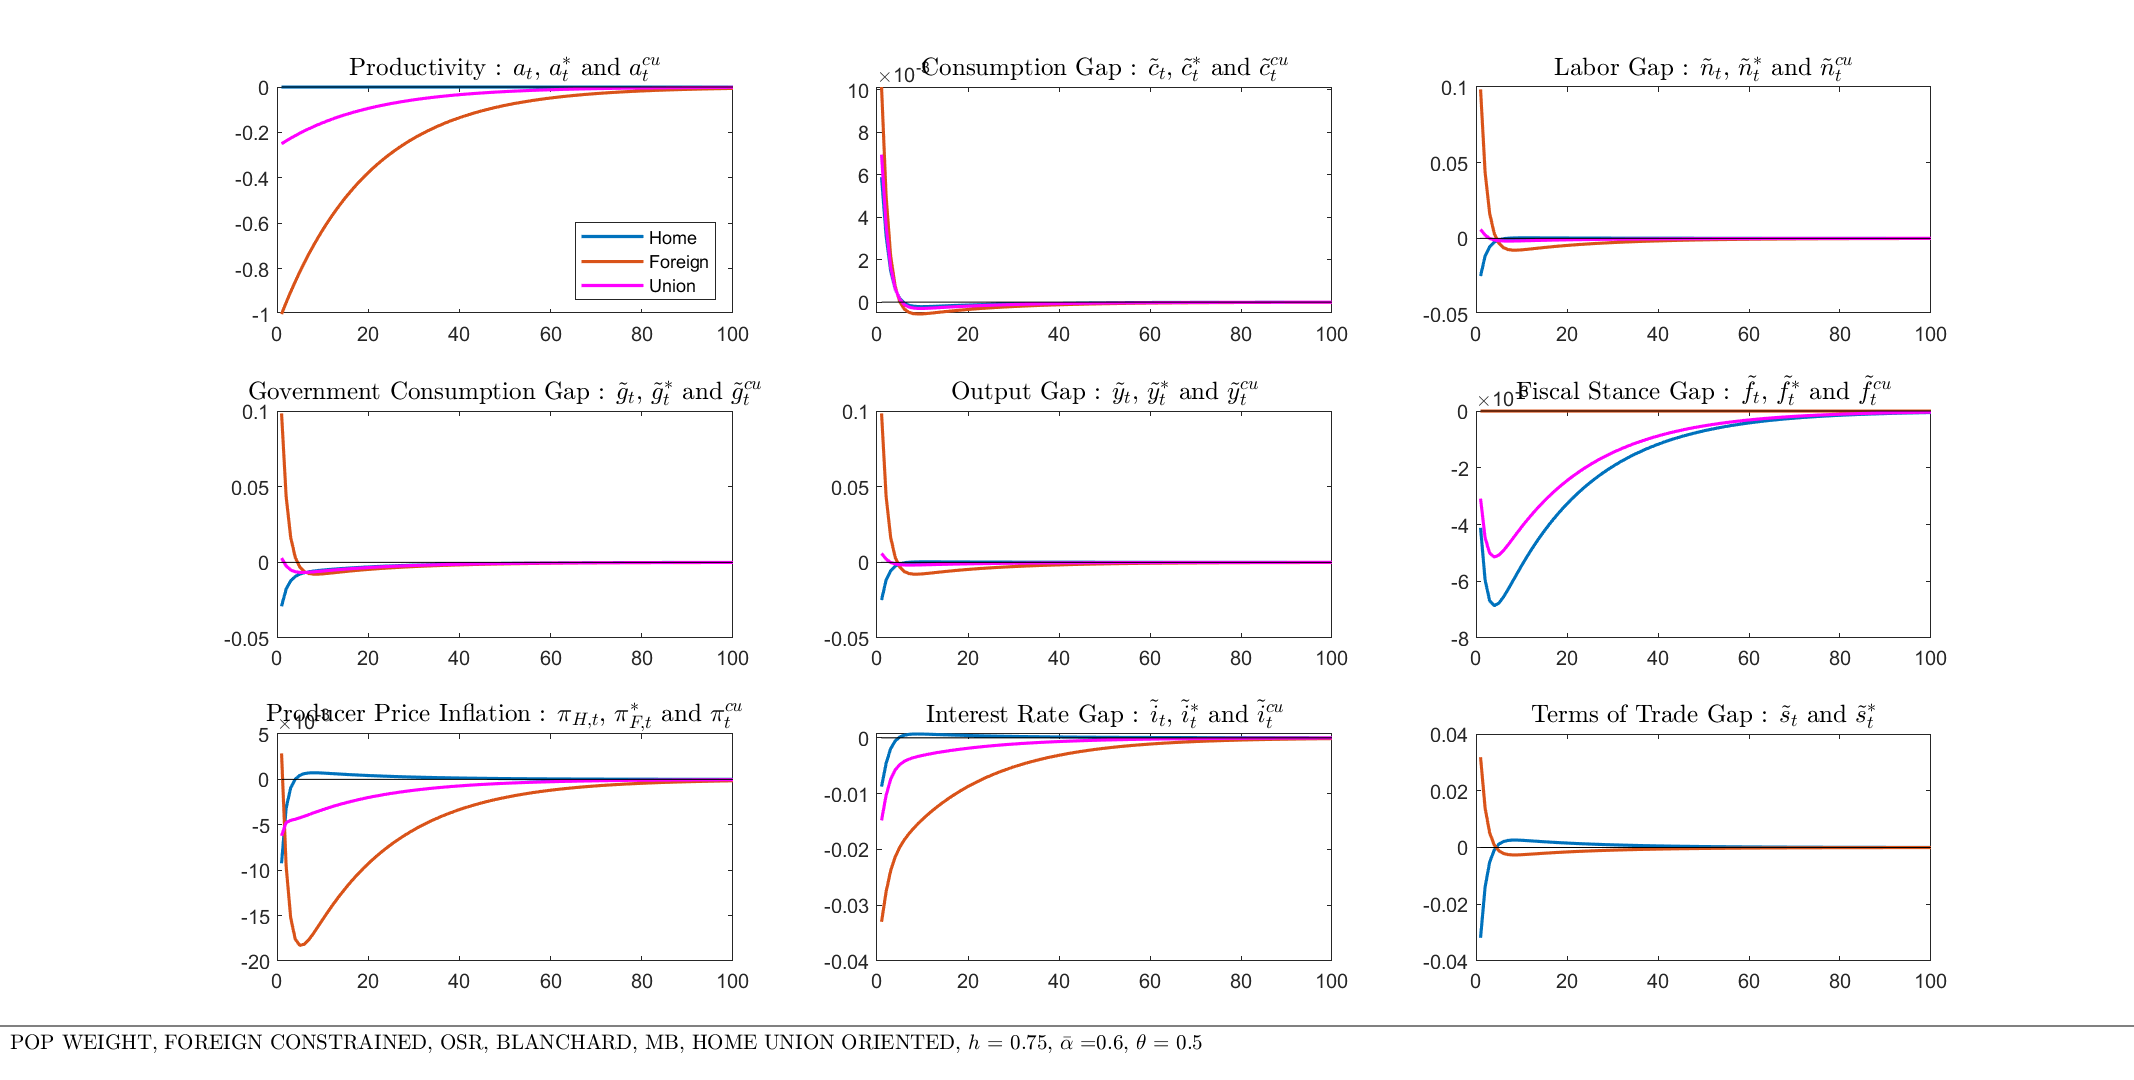 Productivity : a_t, a_t^* and a_t^{cu}
0
-0.2
-0.4
-0.6
-0.8
-1
0 20 40 60 80 100
Home
Foreign
Union
Consumption Gap : c̃_t, c̃_t^* and c̃_t^{cu}
×10^{-3}
10
8
6
4
2
0
0 20 40 60 80 100
Labor Gap : ñ_t, ñ_t^* and ñ_t^{cu}
0.1
0.05
0
-0.05
0 20 40 60 80 100
Government Consumption Gap : g̃_t, g̃_t^* and g̃_t^{cu}
0.1
0.05
0
-0.05
0 20 40 60 80 100
Output Gap : ỹ_t, ỹ_t^* and ỹ_t^{cu}
0.1
0.05
0
-0.05
0 20 40 60 80 100
Fiscal Stance Gap : f̃_t, f̃_t^* and f̃_t^{cu}
0
-2
-4
-6
-8
0 20 40 60 80 100
Producer Price Inflation : π_{H,t}, π_{F,t}^* and π_t^{cu}
×10^{-3}
5
0
-5
-10
-15
-20
0 20 40 60 80 100
Interest Rate Gap : ĩ_t, ĩ_t^* and ĩ_t^{cu}
0
-0.01
-0.02
-0.03
-0.04
0 20 40 60 80 100
Terms of Trade Gap : s̃_t and s̃_t^*
0.04
0.02
0
-0.02
-0.04
0 20 40 60 80 100
POP WEIGHT, FOREIGN CONSTRAINED, OSR, BLANCHARD, MB, HOME UNION ORIENTED, h = 0.75, ᾱ =0.6, θ = 0.5